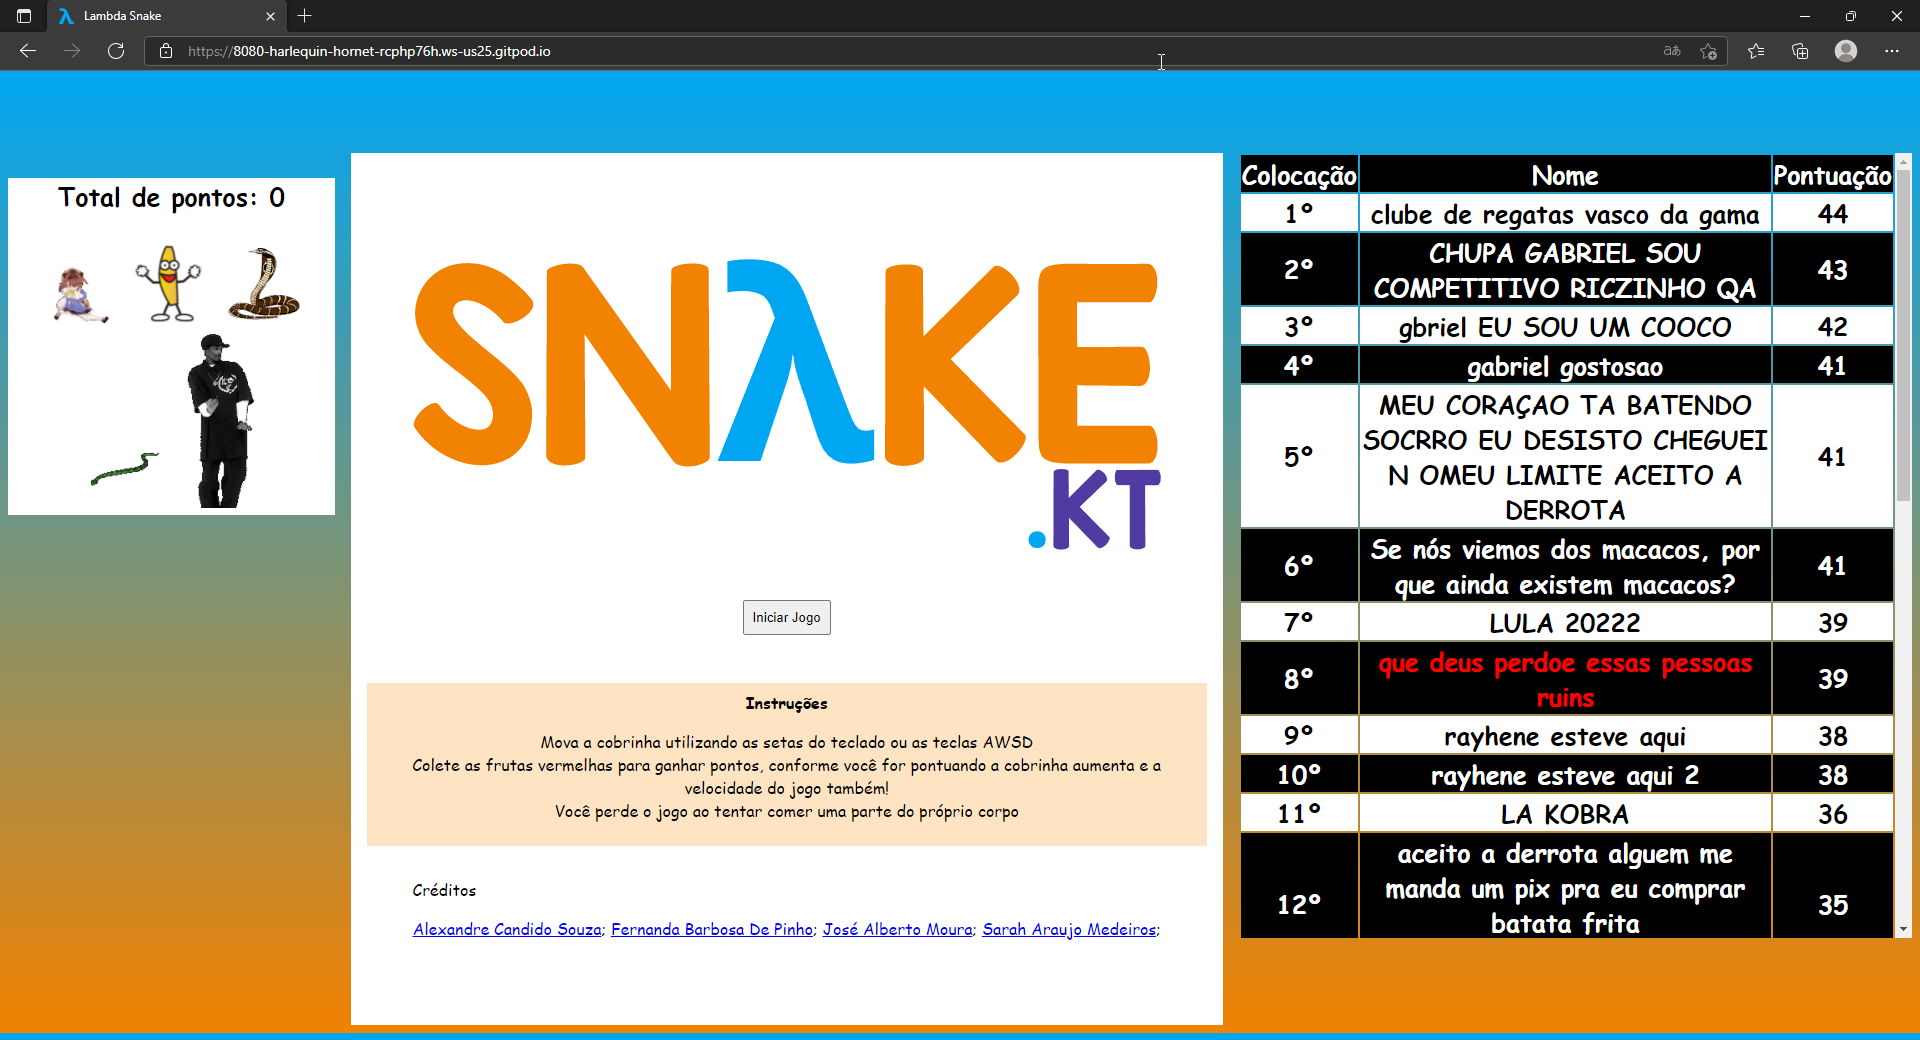 Lambda Snake
https://8080-harlequin-hornet-rcphp76h.ws-us25.gitpod.io
Total de pontos: 0
SNλKE
.KT
Iniciar Jogo
Instruções
Mova a cobrinha utilizando as setas do teclado ou as teclas AWSD
Colete as frutas vermelhas para ganhar pontos, conforme você for pontuando a cobrinha aumenta e a
velocidade do jogo também!
Você perde o jogo ao tentar comer uma parte do próprio corpo
Créditos
Alexandre Candido Souza; Fernanda Barbosa De Pinho; José Alberto Moura; Sarah Araujo Medeiros;
Colocação Nome Pontuação
1° clube de regatas vasco da gama 44
2° CHUPA GABRIEL SOU
COMPETITIVO RICZINHO QA 43
3° gbriel EU SOU UM COOCO 42
4° gabriel gostosao 41
5° MEU CORAÇAO TA BATENDO
SOCRRO EU DESISTO CHEGUEI
N OMEU LIMITE ACEITO A
DERROTA 41
6° Se nós viemos dos macacos, por
que ainda existem macacos? 41
7° LULA 20222 39
8° que deus perdoe essas pessoas
ruins 39
9° rayhene esteve aqui 38
10° rayhene esteve aqui 2 38
11° LA KOBRA 36
12° aceito a derrota alguem me
manda um pix pra eu comprar
batata frita 35